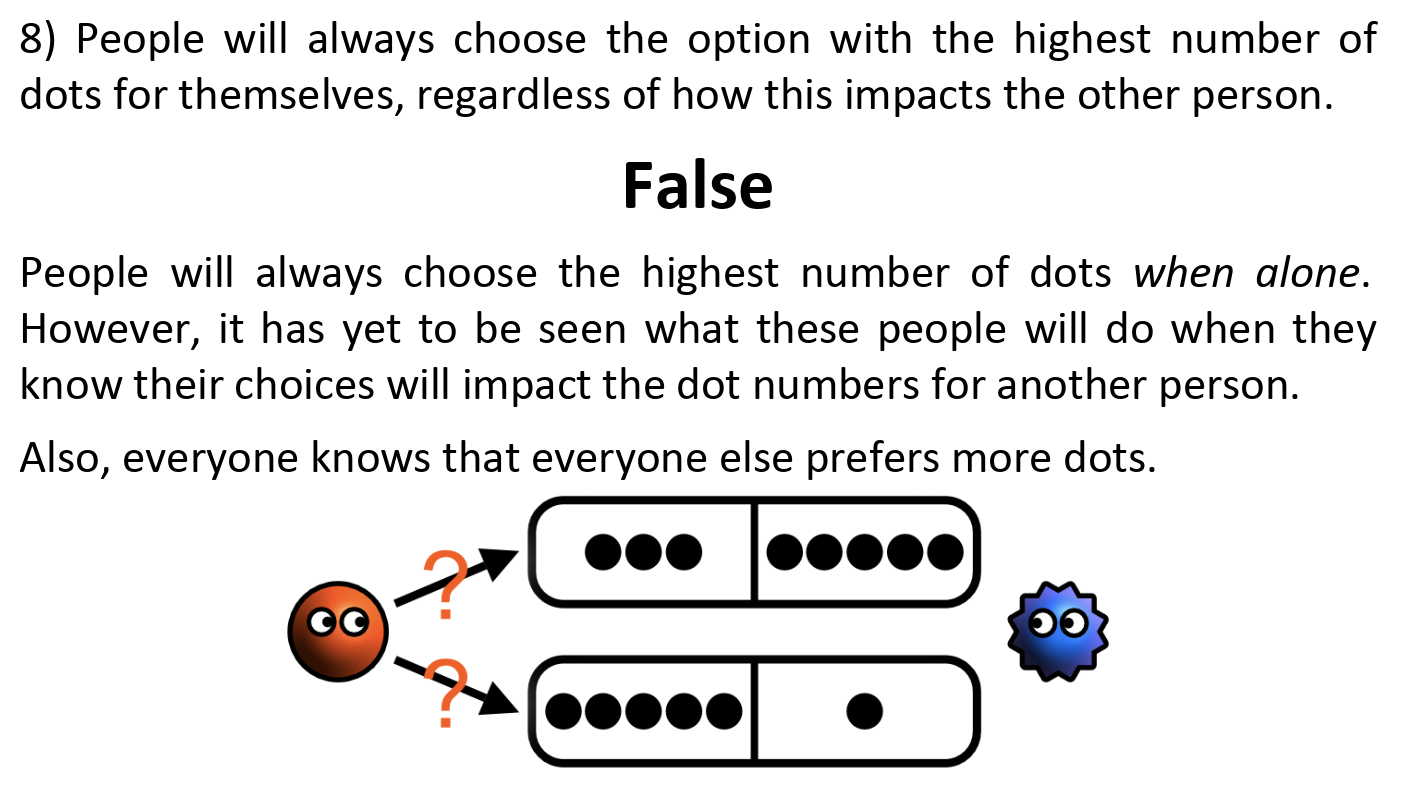 8) People will always choose the option with the highest number of
dots for themselves, regardless of how this impacts the other person.
False
People will always choose the highest number of dots when alone.
However, it has yet to be seen what these people will do when they
know their choices will impact the dot numbers for another person.
Also, everyone knows that everyone else prefers more dots.
?
?